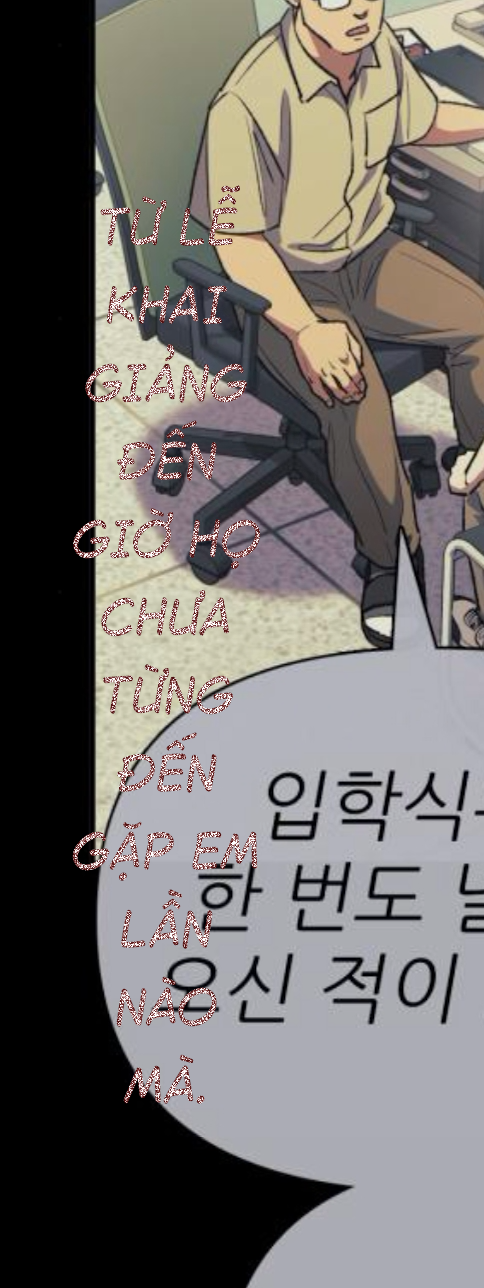 TỪ LỄ
KHAI
GIẢNG
ĐẾN
GIỜ HỌ
CHƯA
TỪNG
ĐẾN
GẶP EM
LẦN
NÀO
MÀ.
입학식
한 번도
오신 적이